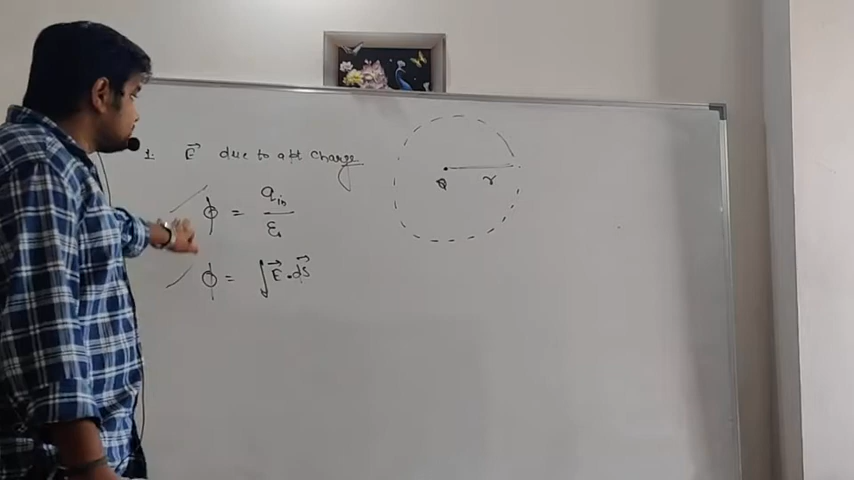 1. E⃗ due to a pt Charge
ϕ = q_in / ε₀
ϕ = ∫ E⃗ • ds⃗
Q r